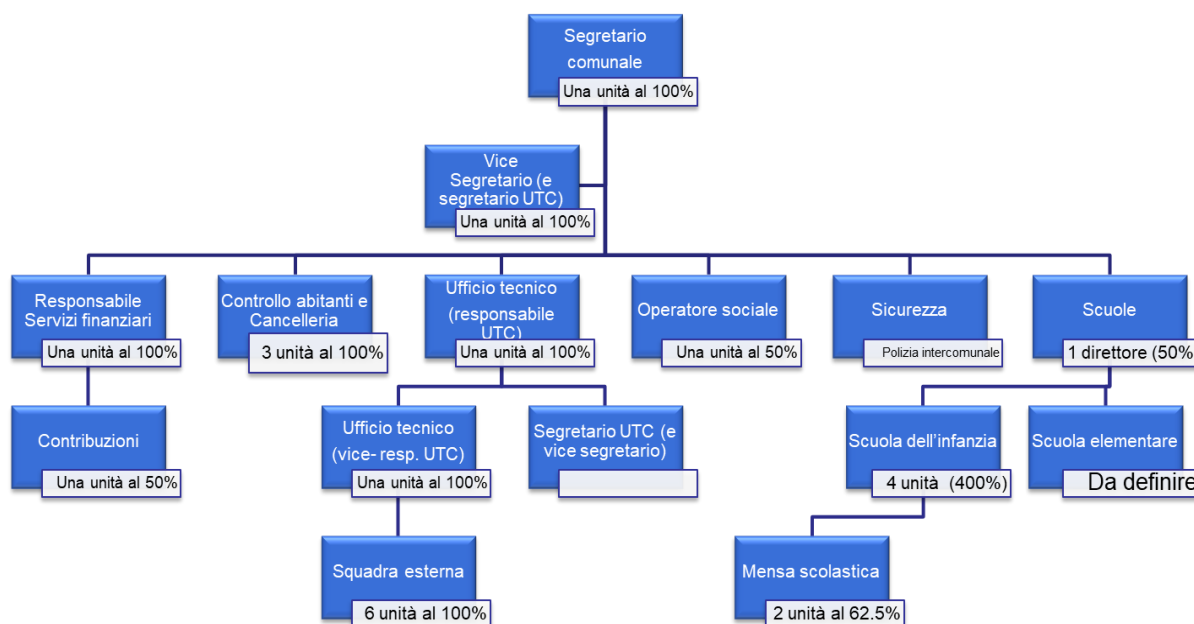 Segretario
comunale
Una unità al 100%
Vice
Segretario (e
segretario UTC)
Una unità al 100%
Responsabile
Servizi finanziari
Una unità al 100%
Controllo abitanti e
Cancelleria
3 unità al 100%
Ufficio tecnico
(responsabile
UTC)
Una unità al 100%
Operatore sociale
Una unità al 50%
Sicurezza
Polizia intercomunale
Scuole
1 direttore (50%
Contribuzioni
Una unità al 50%
Ufficio tecnico
(vice- resp. UTC)
Una unità al 100%
Segretario UTC (e
vice segretario)
Scuola dell’infanzia
4 unità (400%)
Scuola elementare
Da definire
Squadra esterna
6 unità al 100%
Mensa scolastica
2 unità al 62.5%